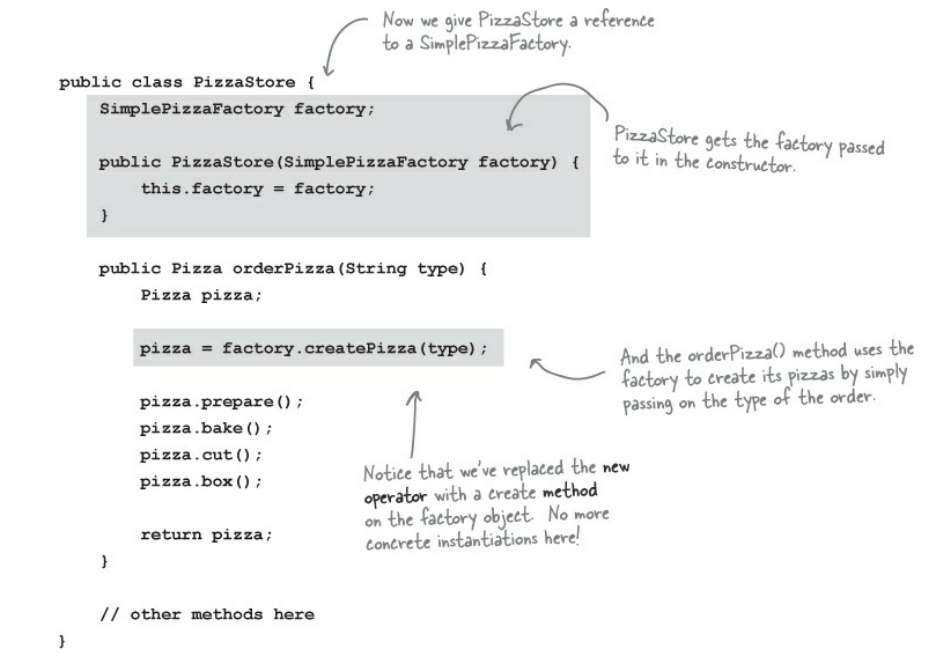 Now we give PizzaStore a reference
to a SimplePizzaFactory.
public class PizzaStore {
SimplePizzaFactory factory;
public PizzaStore(SimplePizzaFactory factory) {
this.factory = factory;
}
PizzaStore gets the factory passed
to it in the constructor.
public Pizza orderPizza(String type) {
Pizza pizza;
pizza = factory.createPizza(type);
And the orderPizza() method uses the
factory to create its pizzas by simply
passing on the type of the order.
pizza.prepare();
pizza.bake();
pizza.cut();
pizza.box();
Notice that we've replaced the new
operator with a create method
on the factory object. No more
concrete instantiations here!
return pizza;
}
// other methods here
}